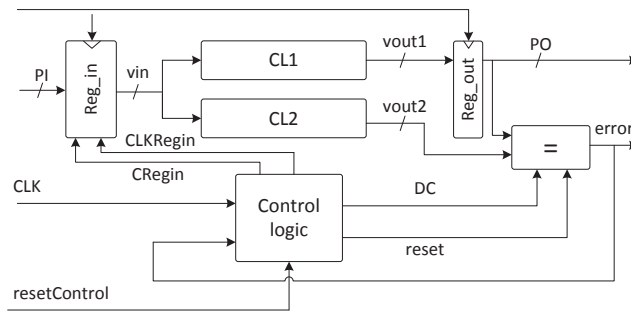 PI
Reg_in
vin
CL1
vout1
Reg_out
PO
CL2
vout2
=
error
CLKRegin
CRegin
CLK
Control
logic
DC
reset
resetControl